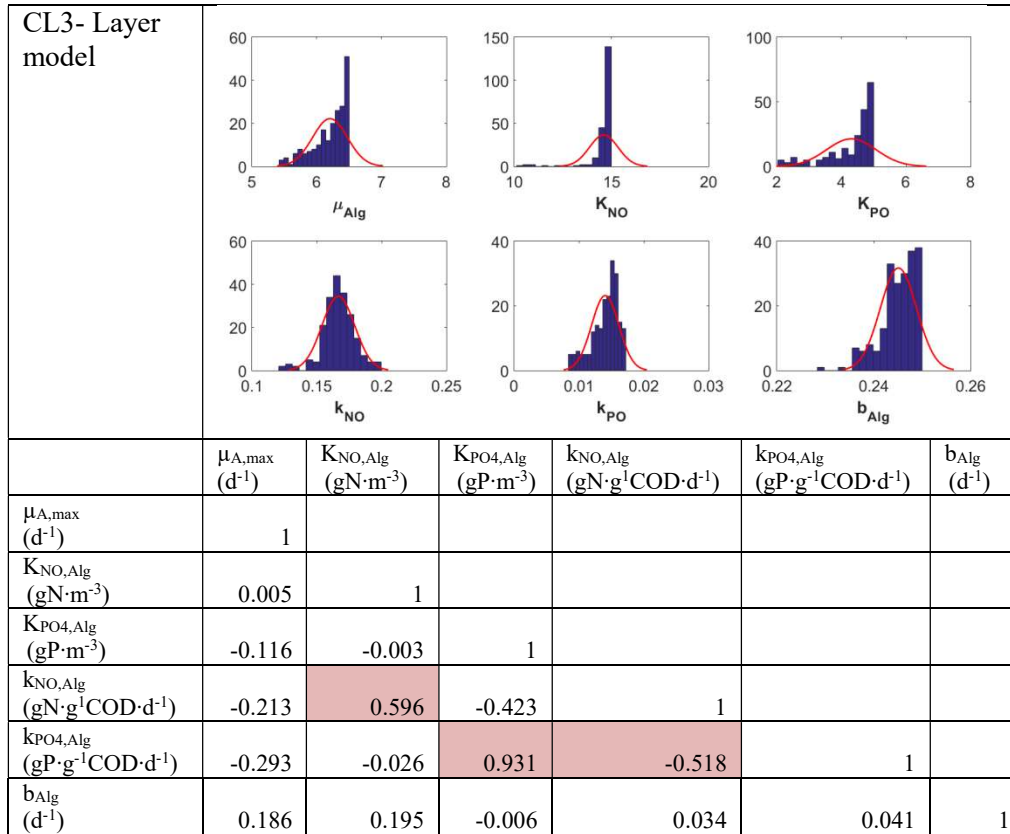 CL3- Layer
model
60
40
20
0
5 6 7 8
μAlg
150
100
50
0
10 15 20
KNO
100
50
0
2 4 6 8
KPO
60
40
20
0
0.1 0.15 0.2 0.25
kNO
40
20
0
0 0.01 0.02 0.03
kPO
40
20
0
0.22 0.24 0.26
bAlg
μA,max (d-1) KNO,Alg (gN·m-3) KPO4,Alg (gP·m-3) kNO,Alg (gN·g1COD·d-1) kPO4,Alg (gP·g-1COD·d-1) bAlg (d-1)
μA,max
(d-1) 1
KNO,Alg
(gN·m-3) 0.005 1
KPO4,Alg
(gP·m-3) -0.116 -0.003 1
kNO,Alg
(gN·g1COD·d-1) -0.213 0.596 -0.423 1
kPO4,Alg
(gP·g-1COD·d-1) -0.293 -0.026 0.931 -0.518 1
bAlg
(d-1) 0.186 0.195 -0.006 0.034 0.041 1